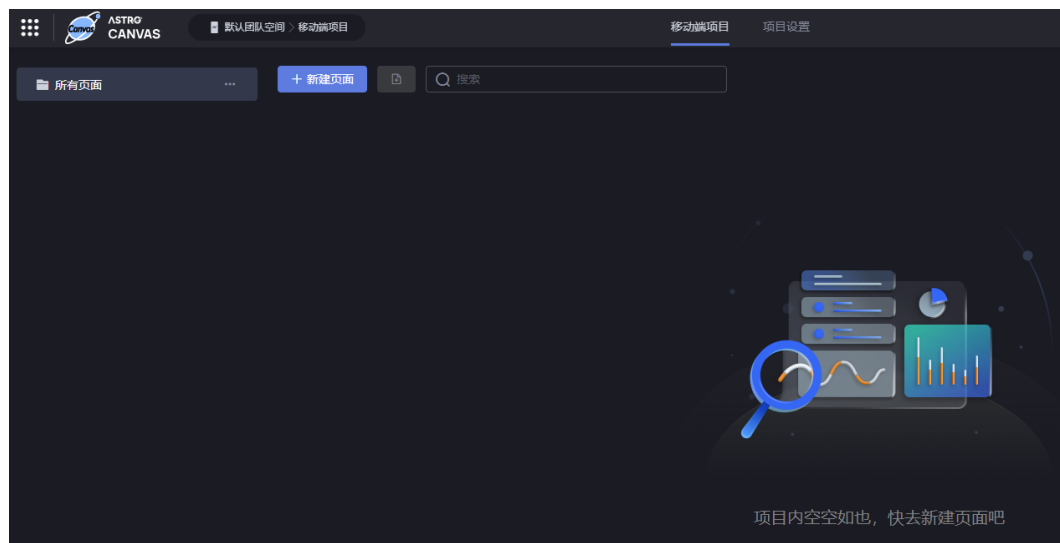 Canvas
ASTRO
CANVAS
默认团队空间 > 移动端项目
移动端项目
项目设置
所有页面
...
+ 新建页面
搜索
项目内空空如也，快去新建页面吧